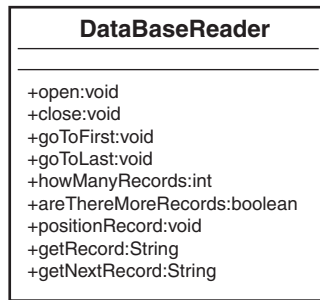 DataBaseReader
+open:void
+close:void
+goToFirst:void
+goToLast:void
+howManyRecords:int
+areThereMoreRecords:boolean
+positionRecord:void
+getRecord:String
+getNextRecord:String